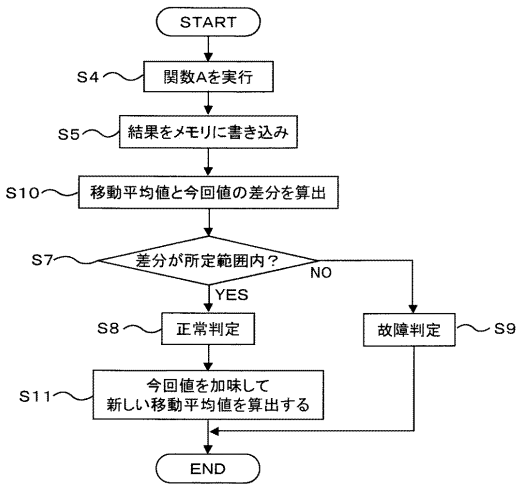 START
S4
関数Aを実行
S5
結果をメモリに書き込み
S10
移動平均値と今回値の差分を算出
S7
差分が所定範囲内？
NO
YES
S8
正常判定
故障判定
S9
S11
今回値を加味して
新しい移動平均値を算出する
END